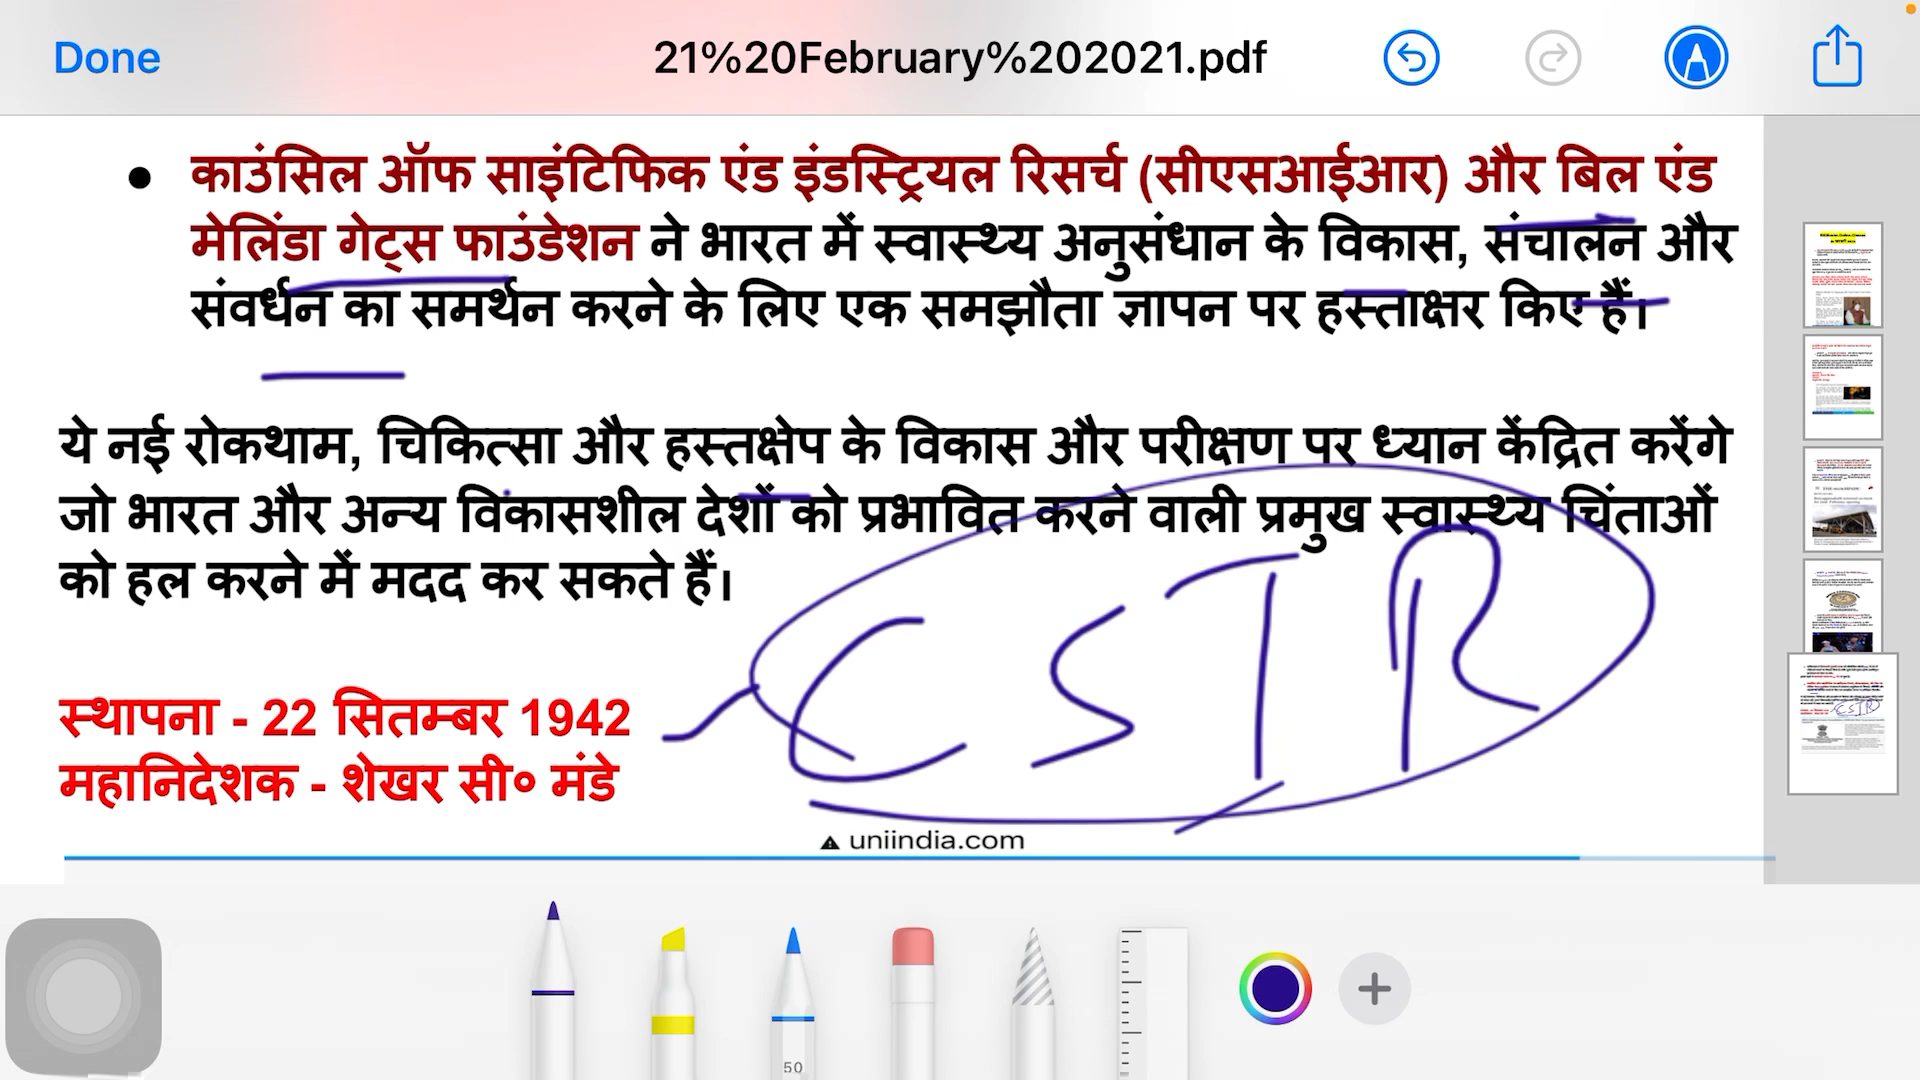 Done
21%20February%202021.pdf
● काउंसिल ऑफ साइंटिफिक एंड इंडस्ट्रियल रिसर्च (सीएसआईआर) और बिल एंड
मेलिंडा गेट्स फाउंडेशन ने भारत में स्वास्थ्य अनुसंधान के विकास, संचालन और
संवर्धन का समर्थन करने के लिए एक समझौता ज्ञापन पर हस्ताक्षर किए हैं।
ये नई रोकथाम, चिकित्सा और हस्तक्षेप के विकास और परीक्षण पर ध्यान केंद्रित करेंगे
जो भारत और अन्य विकासशील देशों को प्रभावित करने वाली प्रमुख स्वास्थ्य चिंताओं
को हल करने में मदद कर सकते हैं।
CSIR
स्थापना - 22 सितम्बर 1942
महानिदेशक - शेखर सी० मंडे
uniindia.com
50